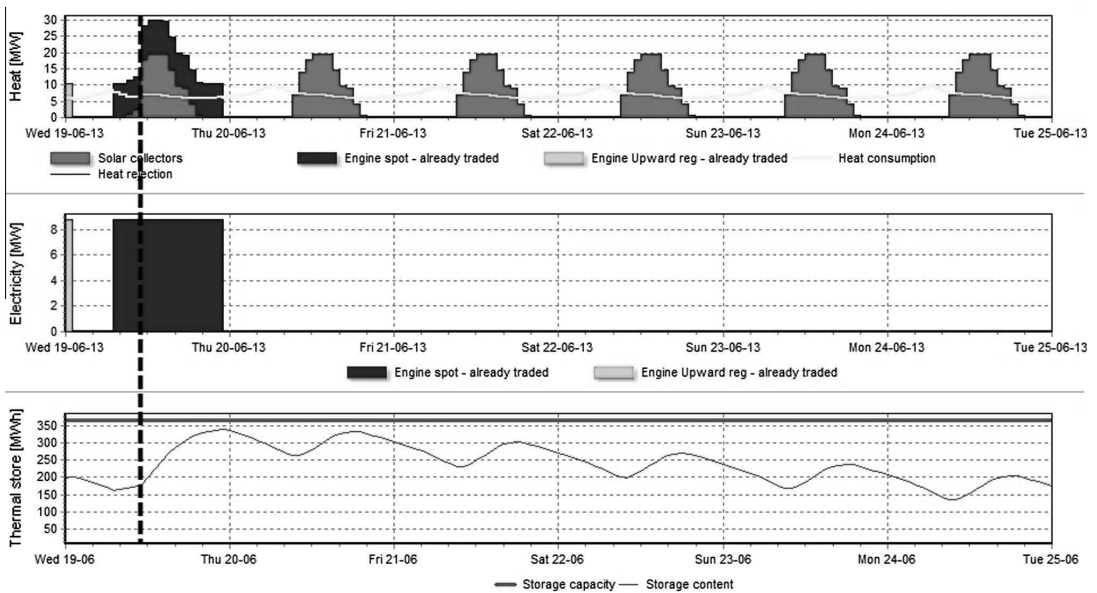 Heat [MW]
30
25
20
15
10
5
0
Wed 19-06-13 Thu 20-06-13 Fri 21-06-13 Sat 22-06-13 Sun 23-06-13 Mon 24-06-13 Tue 25-06-13
Solar collectors Engine spot - already traded Engine Upward reg - already traded Heat consumption
Heat rejection
Electricity [MW]
8
6
4
2
0
Wed 19-06-13 Thu 20-06-13 Fri 21-06-13 Sat 22-06-13 Sun 23-06-13 Mon 24-06-13 Tue 25-06-13
Engine spot - already traded Engine Upward reg - already traded
Thermal store [MWh]
350
300
250
200
150
100
50
Wed 19-06 Thu 20-06 Fri 21-06 Sat 22-06 Sun 23-06 Mon 24-06 Tue 25-06
Storage capacity Storage content